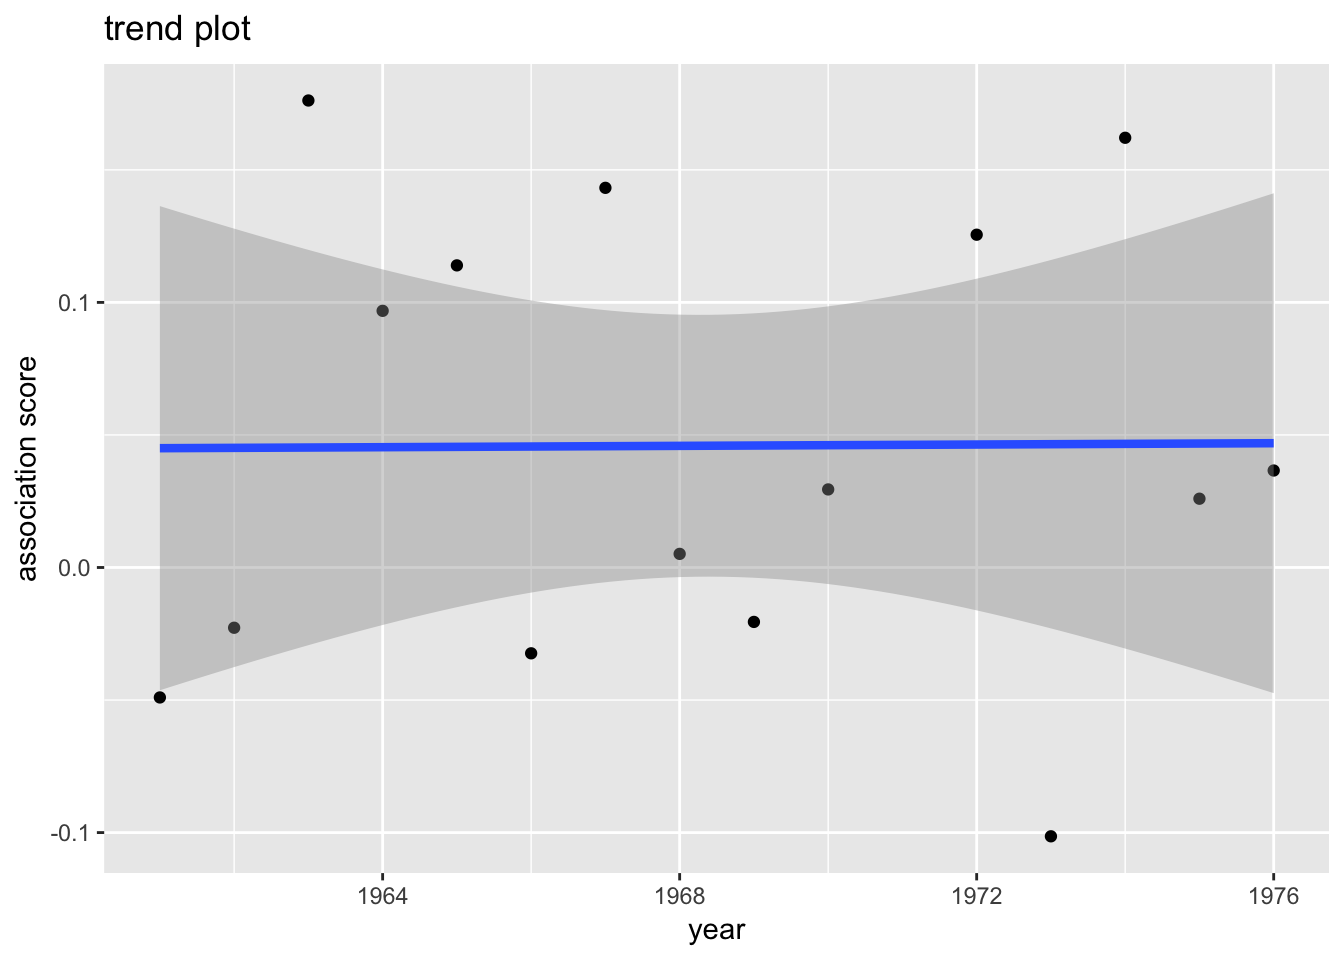 trend plot
association score
0.1
0.0
-0.1
1964 1968 1972 1976
year